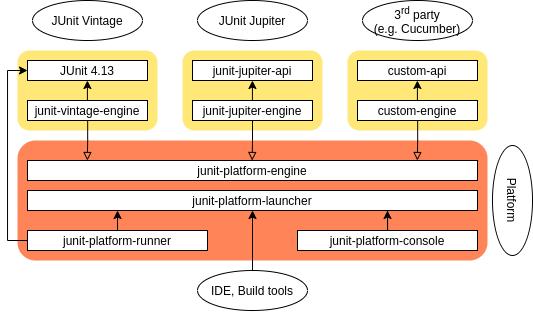 JUnit Vintage
JUnit Jupiter
3rd party
(e.g. Cucumber)
JUnit 4.13
junit-jupiter-api
custom-api
junit-vintage-engine
junit-jupiter-engine
custom-engine
junit-platform-engine
junit-platform-launcher
junit-platform-runner
junit-platform-console
Platform
IDE, Build tools